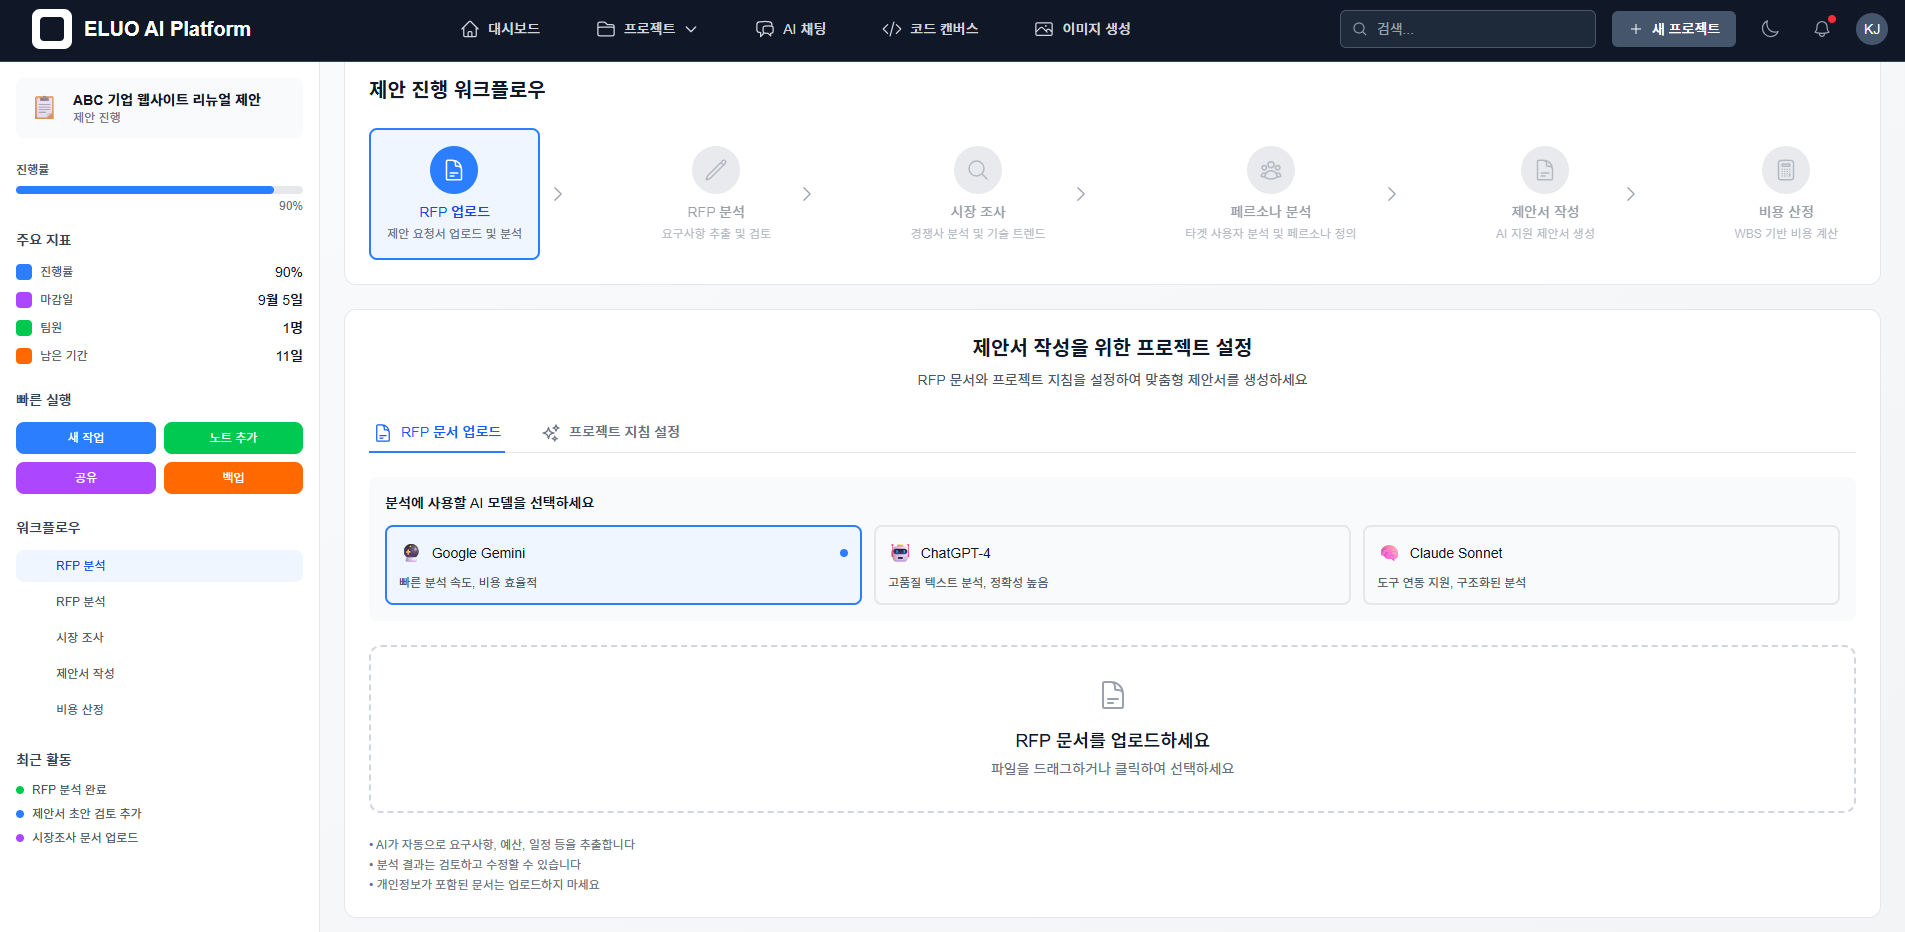 ELUO AI Platform
대시보드
프로젝트
AI 채팅
코드 캔버스
이미지 생성
검색...
새 프로젝트
KJ
ABC 기업 웹사이트 리뉴얼 제안
제안 진행
진행률
90%
주요 지표
진행률 90%
마감일 9월 5일
팀원 1명
남은 기간 11일
빠른 실행
새 작업
노트 추가
공유
백업
워크플로우
RFP 분석
RFP 분석
시장 조사
제안서 작성
비용 산정
최근 활동
RFP 분석 완료
제안서 초안 검토 추가
시장조사 문서 업로드
제안 진행 워크플로우
RFP 업로드
제안 요청서 업로드 및 분석
RFP 분석
요구사항 추출 및 검토
시장 조사
경쟁사 분석 및 기술 트렌드
페르소나 분석
타겟 사용자 분석 및 페르소나 정의
제안서 작성
AI 지원 제안서 생성
비용 산정
WBS 기반 비용 계산
제안서 작성을 위한 프로젝트 설정
RFP 문서와 프로젝트 지침을 설정하여 맞춤형 제안서를 생성하세요
RFP 문서 업로드
프로젝트 지침 설정
분석에 사용할 AI 모델을 선택하세요
Google Gemini
빠른 분석 속도, 비용 효율적
ChatGPT-4
고품질 텍스트 분석, 정확성 높음
Claude Sonnet
도구 연동 지원, 구조화된 분석
RFP 문서를 업로드하세요
파일을 드래그하거나 클릭하여 선택하세요
• AI가 자동으로 요구사항, 예산, 일정 등을 추출합니다
• 분석 결과는 검토하고 수정할 수 있습니다
• 개인정보가 포함된 문서는 업로드하지 마세요